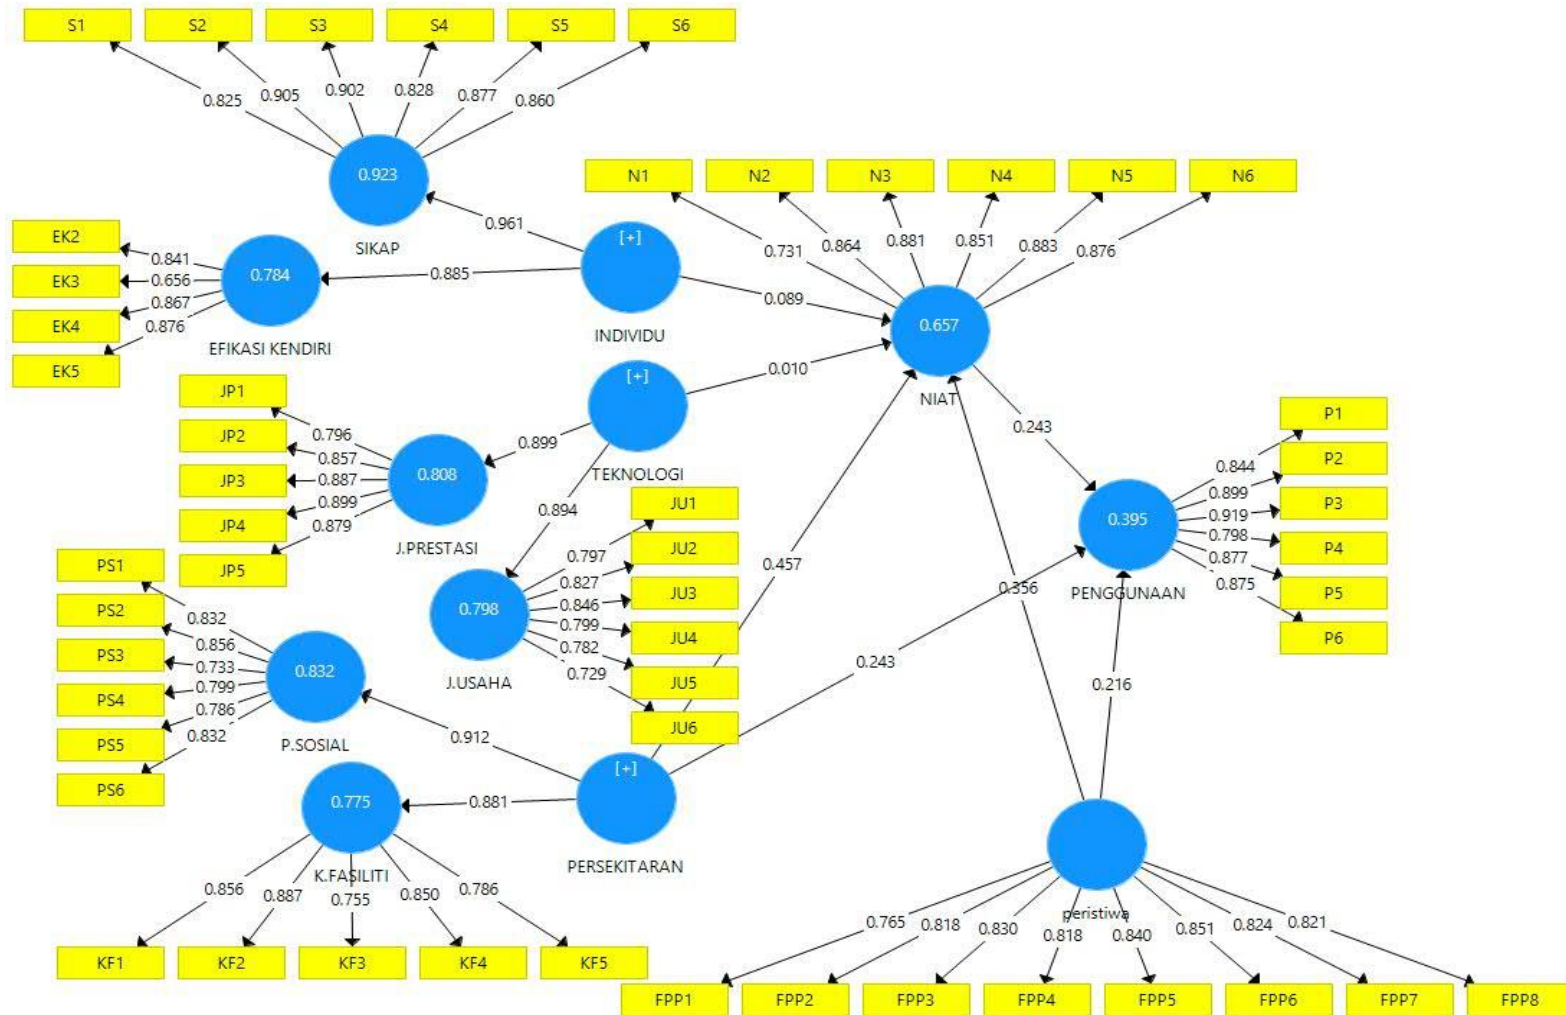 S1 S2 S3 S4 S5 S6
0.825 0.905 0.902 0.828 0.877 0.860
0.923
SIKAP
N1 N2 N3 N4 N5 N6
0.731 0.864 0.881 0.851 0.883 0.876
0.657
NIAT
EK2
EK3
EK4
EK5
0.841
0.656
0.867
0.876
0.784
EFIKASI KENDIRI
0.961
0.885
[+]
INDIVIDU
0.089
[+]
TEKNOLOGI
0.010
0.899
0.894
JP1
JP2
JP3
JP4
JP5
0.796
0.857
0.887
0.899
0.879
0.808
J.PRESTASI
JU1
JU2
JU3
JU4
JU5
JU6
0.797
0.827
0.846
0.799
0.782
0.729
0.798
J.USAHA
0.243
P1
P2
P3
P4
P5
P6
0.844
0.899
0.919
0.798
0.877
0.875
0.395
PENGGUNAAN
PS1
PS2
PS3
PS4
PS5
PS6
0.832
0.856
0.733
0.799
0.786
0.832
0.832
P.SOSIAL
0.457
0.356
0.243
0.216
0.912
0.881
[+]
PERSEKITARAN
0.775
K.FASILITI
0.856 0.887 0.755 0.850 0.786
KF1 KF2 KF3 KF4 KF5
peristiwa
0.765 0.818 0.830 0.818 0.840 0.851 0.824 0.821
FPP1 FPP2 FPP3 FPP4 FPP5 FPP6 FPP7 FPP8